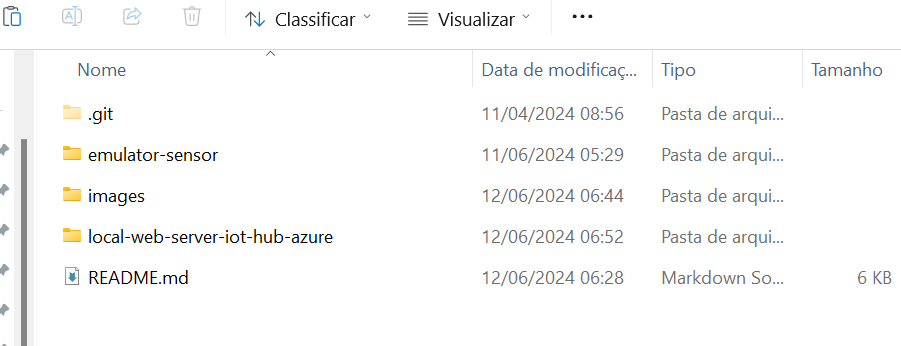 Classificar Visualizar ...
Nome Data de modificaç... Tipo Tamanho
.git 11/04/2024 08:56 Pasta de arqui...
emulator-sensor 11/06/2024 05:29 Pasta de arqui...
images 12/06/2024 06:44 Pasta de arqui...
local-web-server-iot-hub-azure 12/06/2024 06:52 Pasta de arqui...
README.md 12/06/2024 06:28 Markdown So... 6 KB